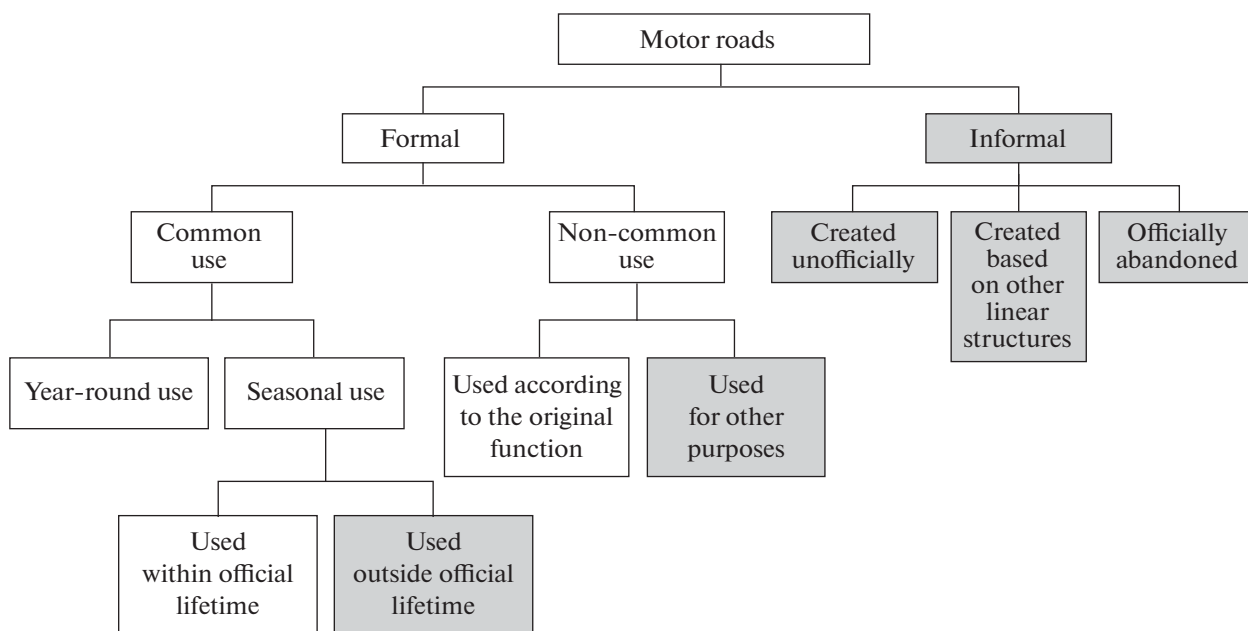 Motor roads
Formal
Informal
Common
use
Non-common
use
Created
unofficially
Created
based
on other
linear
structures
Officially
abandoned
Year-round use
Seasonal use
Used according
to the original
function
Used
for other
purposes
Used
within official
lifetime
Used
outside official
lifetime